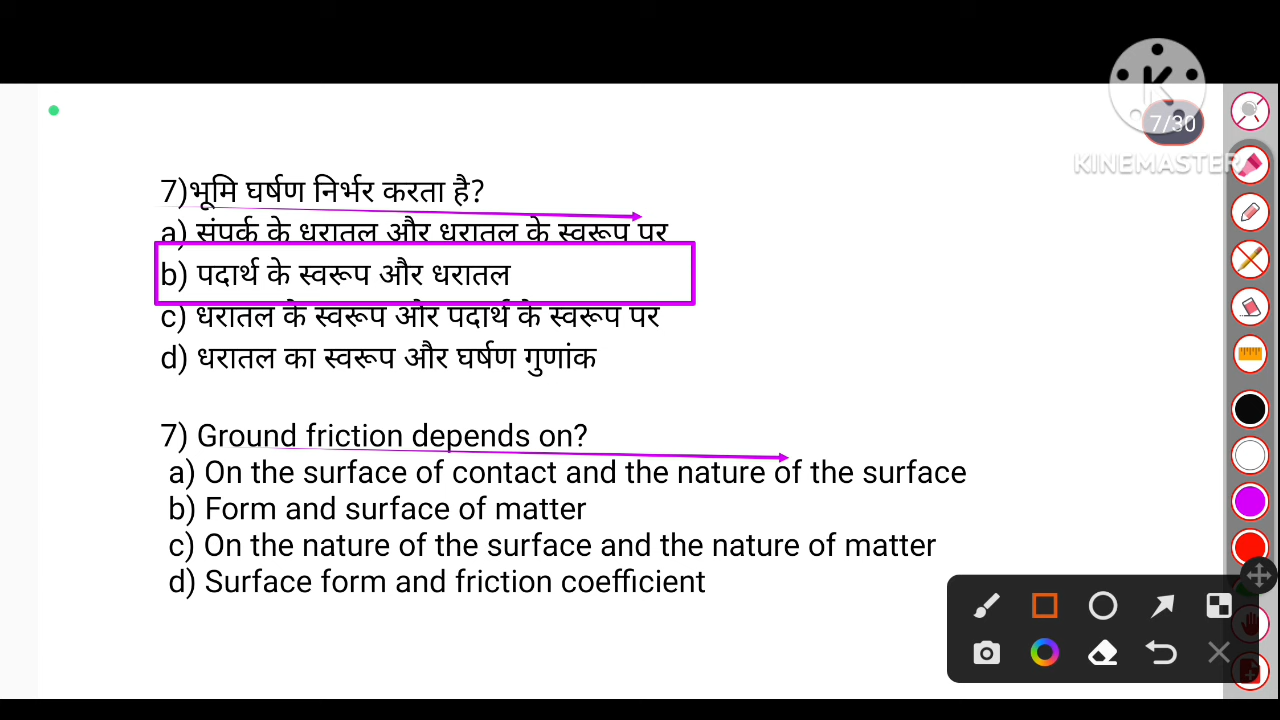 7/30
KINEMASTER
7)भूमि घर्षण निर्भर करता है?
a) संपर्क के धरातल और धरातल के स्वरूप पर
b) पदार्थ के स्वरूप और धरातल
c) धरातल के स्वरूप और पदार्थ के स्वरूप पर
d) धरातल का स्वरूप और घर्षण गुणांक
7) Ground friction depends on?
a) On the surface of contact and the nature of the surface
b) Form and surface of matter
c) On the nature of the surface and the nature of matter
d) Surface form and friction coefficient